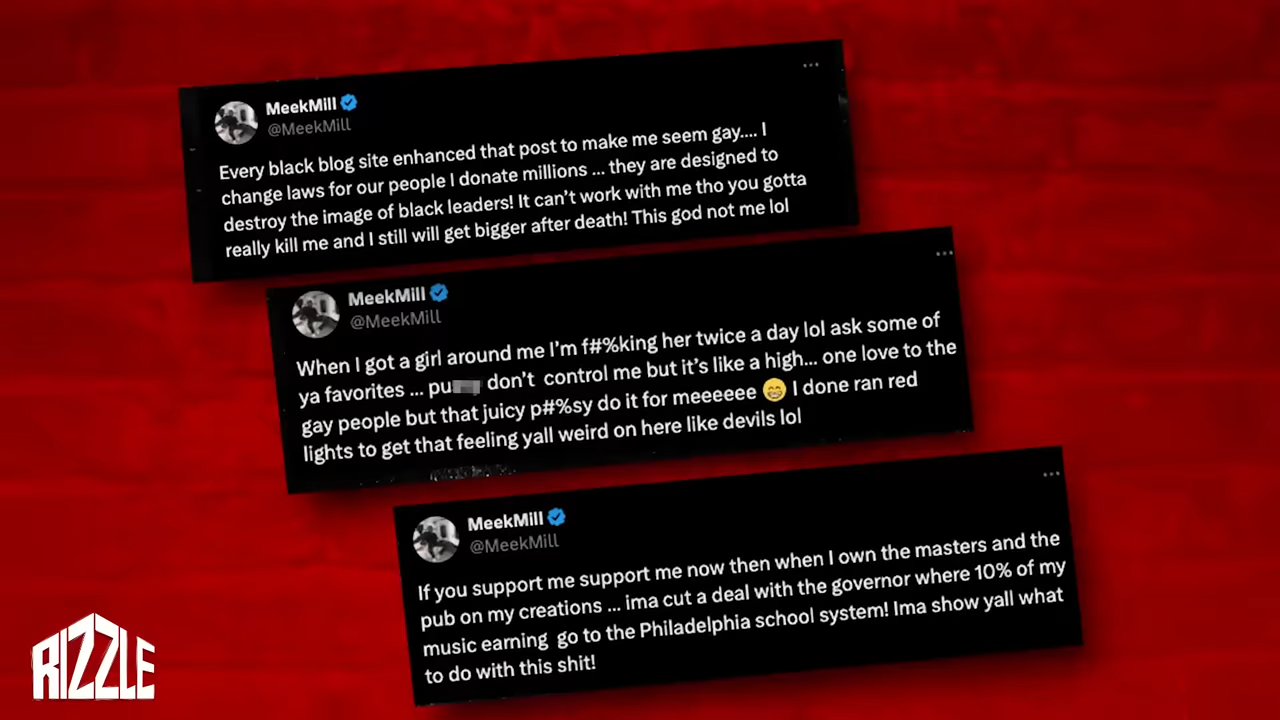 MeekMill
@MeekMill
Every black blog site enhanced that post to make me seem gay.... I
change laws for our people I donate millions ... they are designed to
destroy the image of black leaders! It can't work with me tho you gotta
really kill me and I still will get bigger after death! This god not me lol
MeekMill
@MeekMill
When I got a girl around me I'm f#%king her twice a day lol ask some of
ya favorites ... pu don't control me but it's like a high... one love to the
gay people but that juicy p#%sy do it for meeeeee 😁 I done ran red
lights to get that feeling yall weird on here like devils lol
MeekMill
@MeekMill
If you support me support me now then when I own the masters and the
pub on my creations ... ima cut a deal with the governor where 10% of my
music earning go to the Philadelphia school system! Ima show yall what
to do with this shit!
RIZZLE